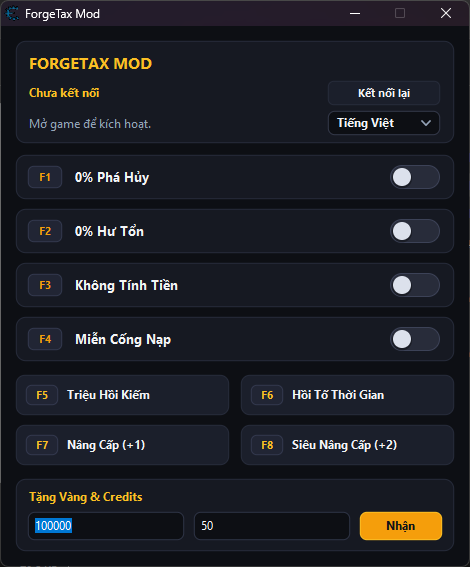 ForgeTax Mod
FORGETAX MOD
Chưa kết nối
Kết nối lại
Mở game để kích hoạt.
Tiếng Việt
F1 0% Phá Hủy
F2 0% Hư Tổn
F3 Không Tính Tiền
F4 Miễn Cống Nạp
F5 Triệu Hồi Kiếm
F6 Hồi Tố Thời Gian
F7 Nâng Cấp (+1)
F8 Siêu Nâng Cấp (+2)
Tặng Vàng & Credits
100000
50
Nhận